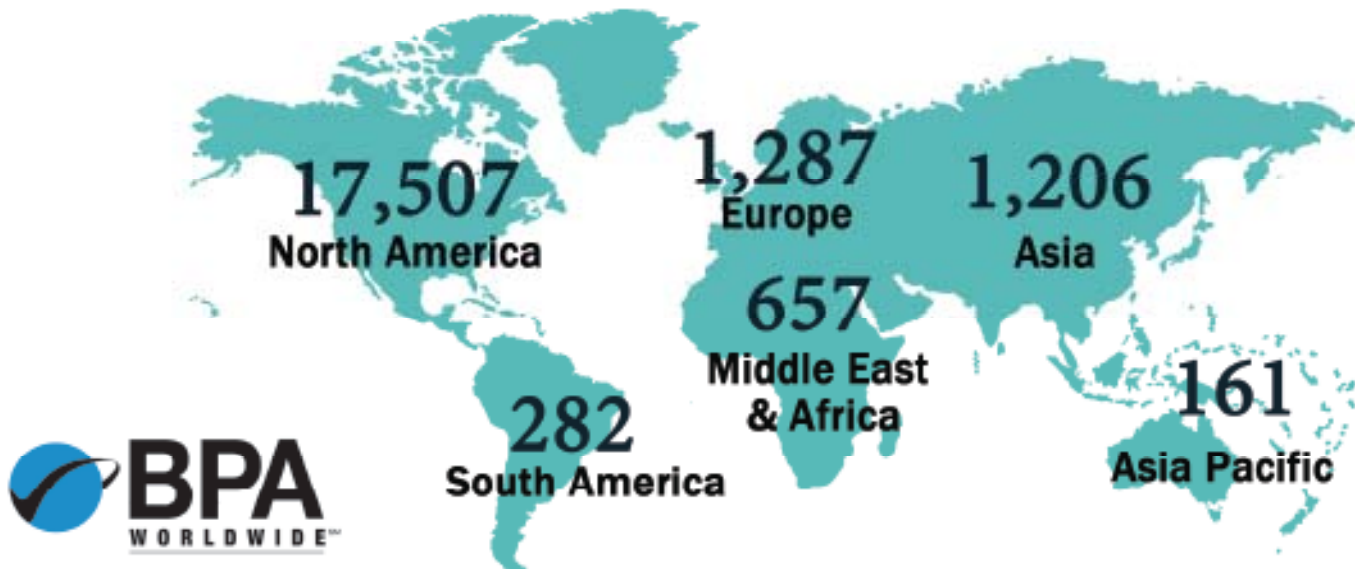 17,507
North America
1,287
Europe
1,206
Asia
657
Middle East
& Africa
282
South America
161
Asia Pacific
BPA
WORLDWIDE℠